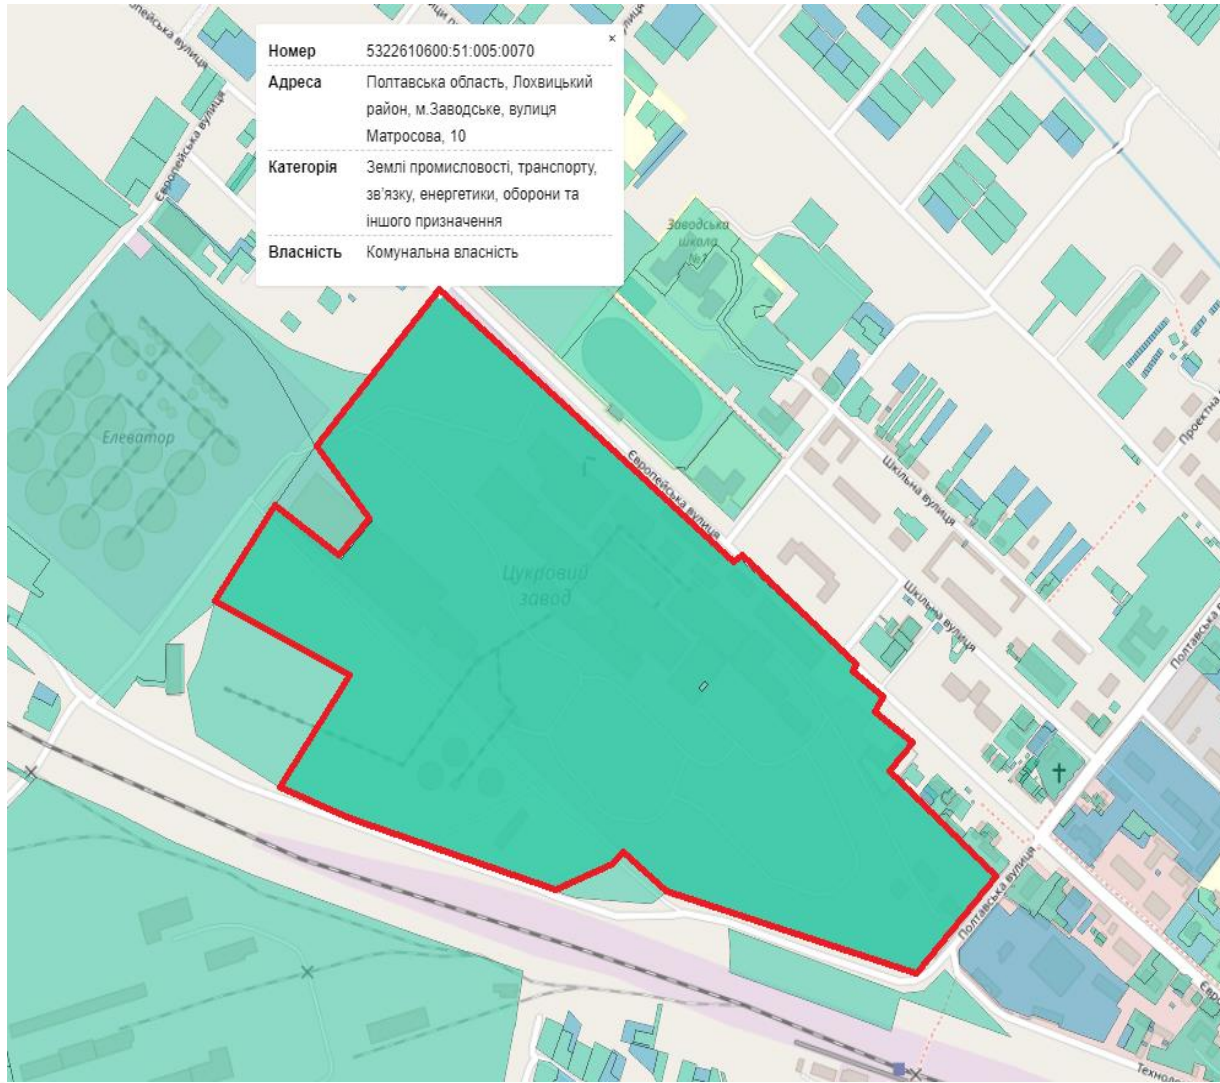 Європейська вулиця
×
Номер 5322610600:51:005:0070
Адреса Полтавська область, Лохвицький
район, м.Заводське, вулиця
Матросова, 10
Категорія Землі промисловості, транспорту,
зв'язку, енергетики, оборони та
іншого призначення
Власність Комунальна власність
Європейська вулиця
Заводська
школа
№1
Елеватор
Проектна
Європейська вулиця
Шкільна вулиця
Цукровий
завод
Шкільна вулиця
Полтавська
Полтавська вулиця